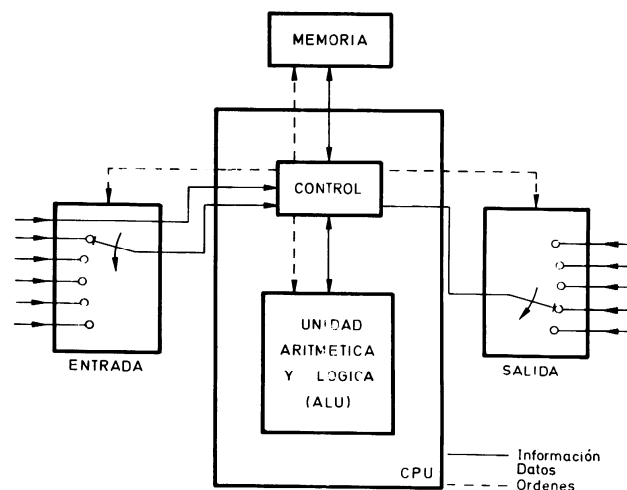 MEMORIA
CONTROL
ENTRADA
UNIDAD
ARITMETICA
Y LOGICA
(ALU)
SALIDA
CPU
Información
Datos
Ordenes